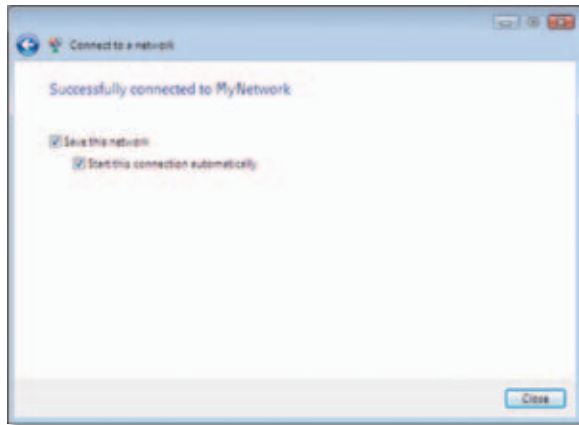 Connect to a network
Successfully connected to MyNetwork
Save this network
Start this connection automatically
Close